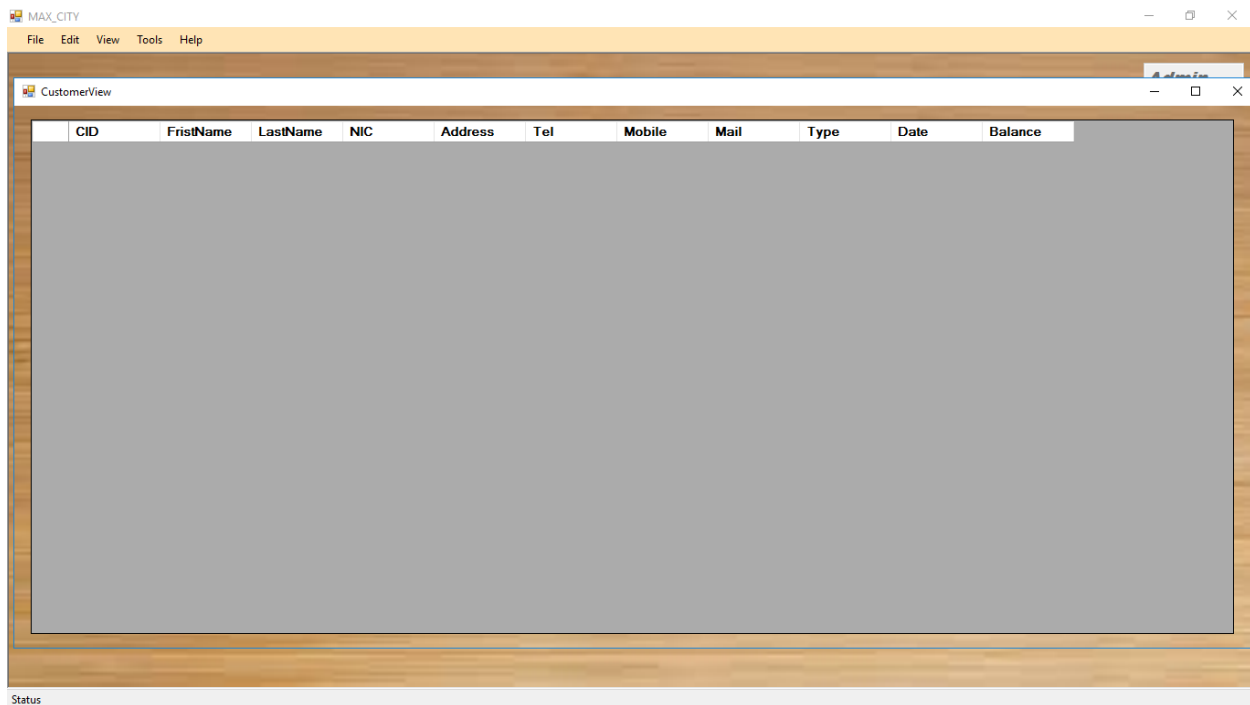 MAX_CITY
File Edit View Tools Help
Admin
CustomerView
CID FristName LastName NIC Address Tel Mobile Mail Type Date Balance
Status